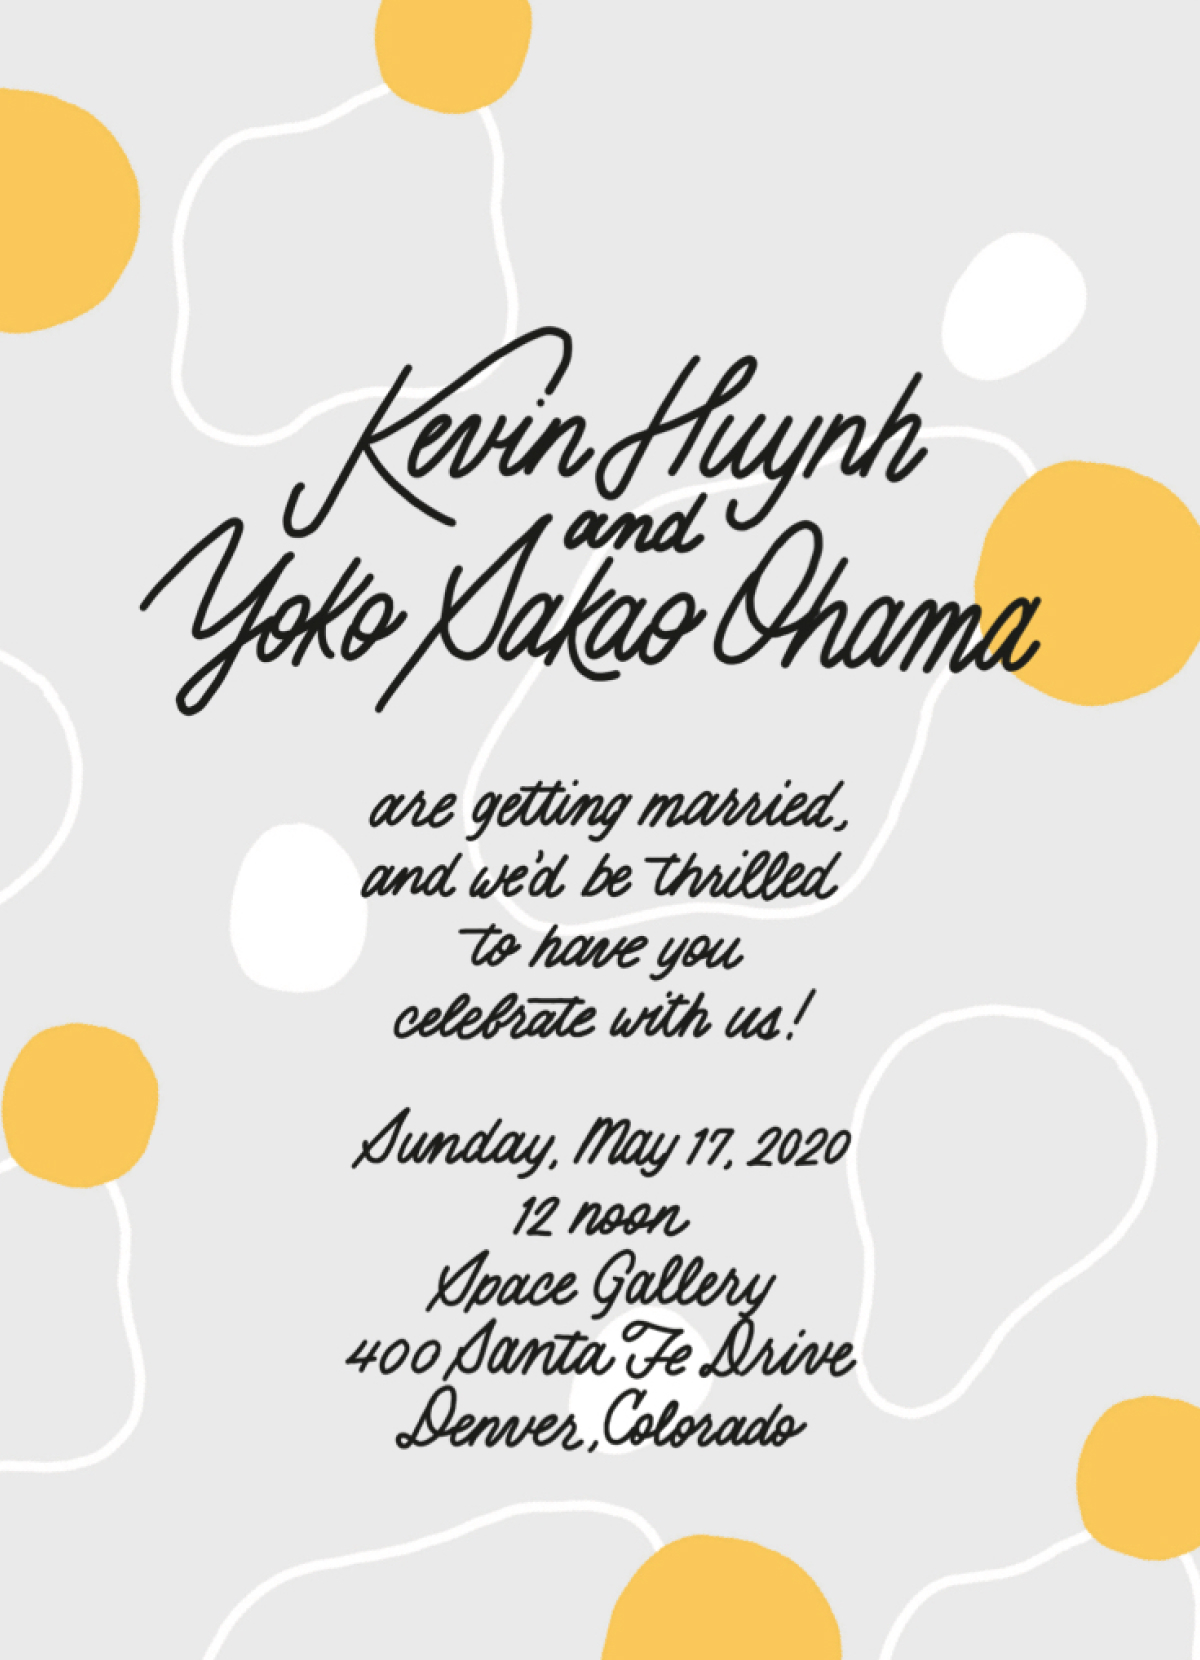 Kevin Huynh
and
Yoko Sakao Ohama
are getting married,
and we'd be thrilled
to have you
celebrate with us!
Sunday, May 17, 2020
12 noon
Space Gallery
400 Santa Fe Drive
Denver, Colorado